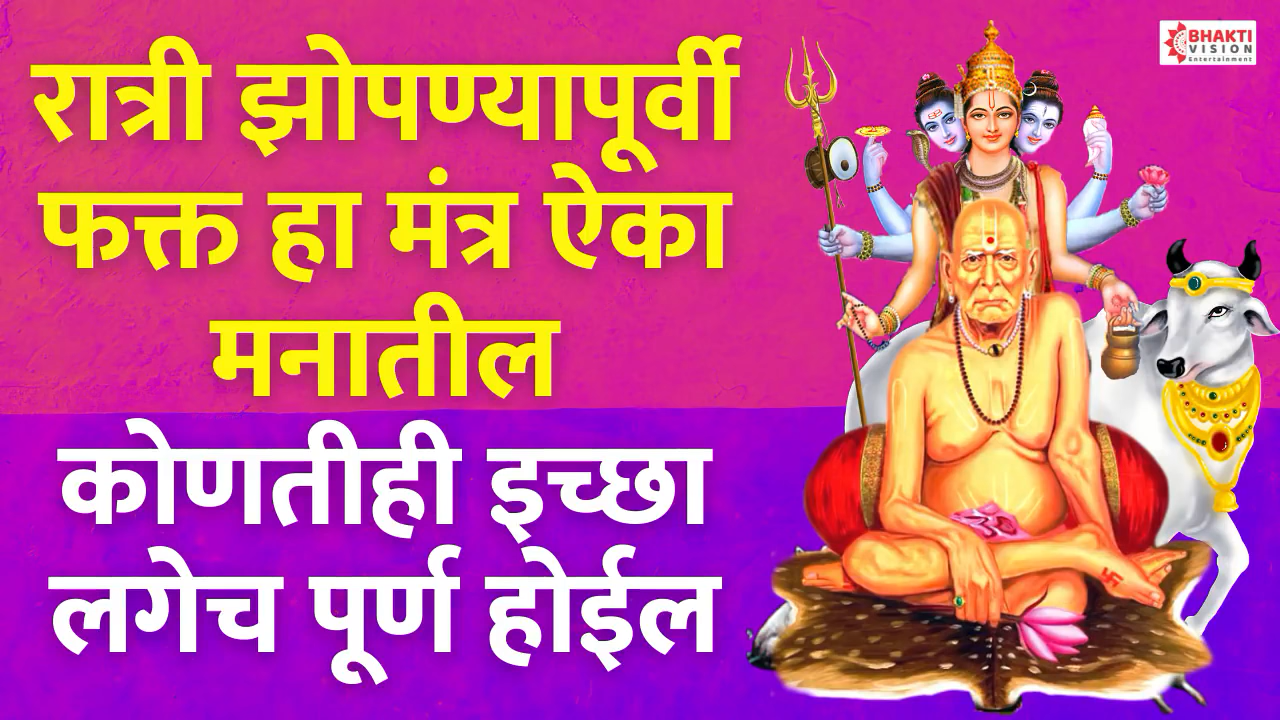 रात्री झोपण्यापूर्वी
फक्त हा मंत्र ऐका
मनातील
कोणतीही इच्छा
लगेच पूर्ण होईल
BHAKTI
VISION
Entertainment